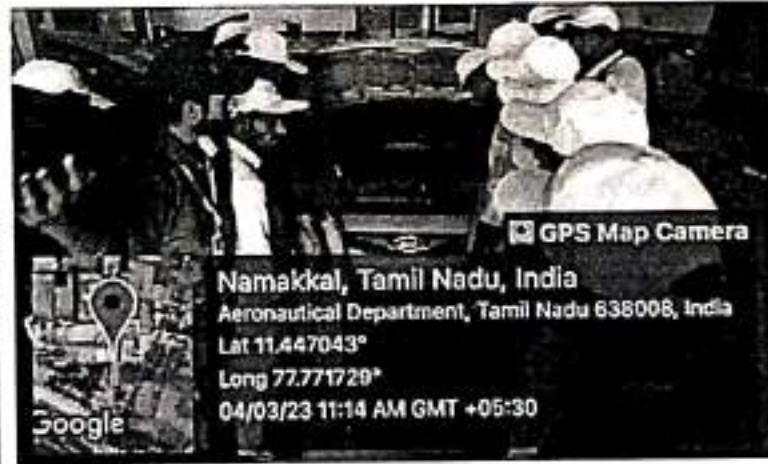 GPS Map Camera
Namakkal, Tamil Nadu, India
Aeronautical Department, Tamil Nadu 638008, India
Lat 11.447043°
Long 77.771729°
04/03/23 11:14 AM GMT +05:30
Google